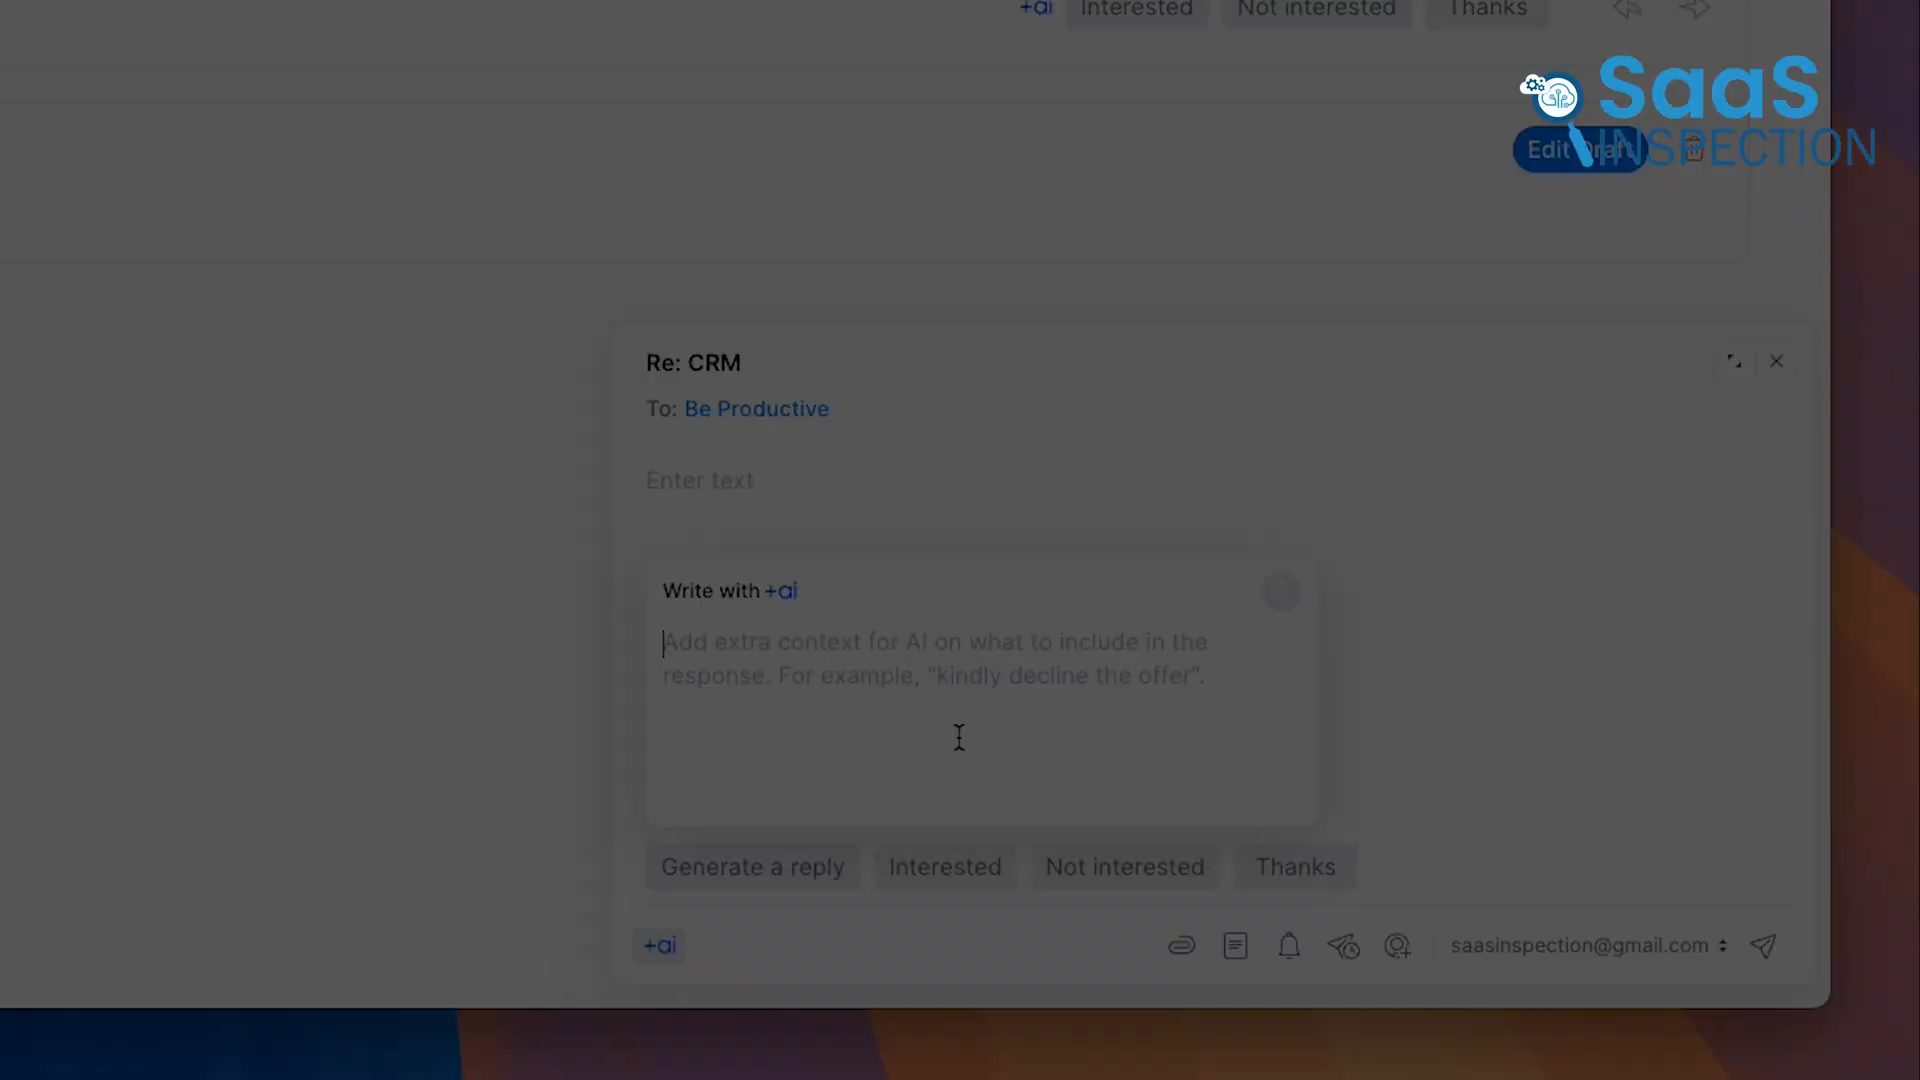 +ai Interested Not interested Thanks
SaaS
INSPECTION
Edit Draft
Re: CRM
To: Be Productive
Enter text
Write with +ai
Add extra context for AI on what to include in the
response. For example, "kindly decline the offer".
Generate a reply Interested Not interested Thanks
+ai saasinspection@gmail.com